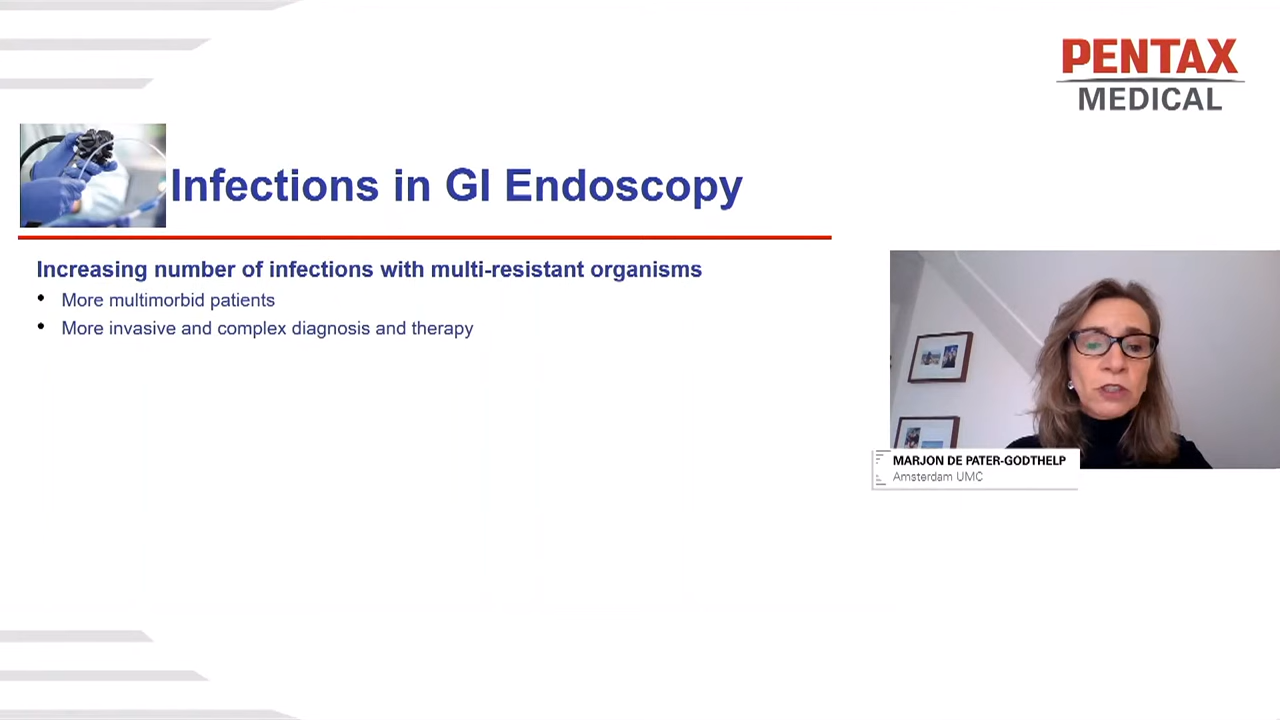 PENTAX
MEDICAL
Infections in GI Endoscopy
Increasing number of infections with multi-resistant organisms
• More multimorbid patients
• More invasive and complex diagnosis and therapy
MARJON DE PATER-GODTHELP
Amsterdam UMC